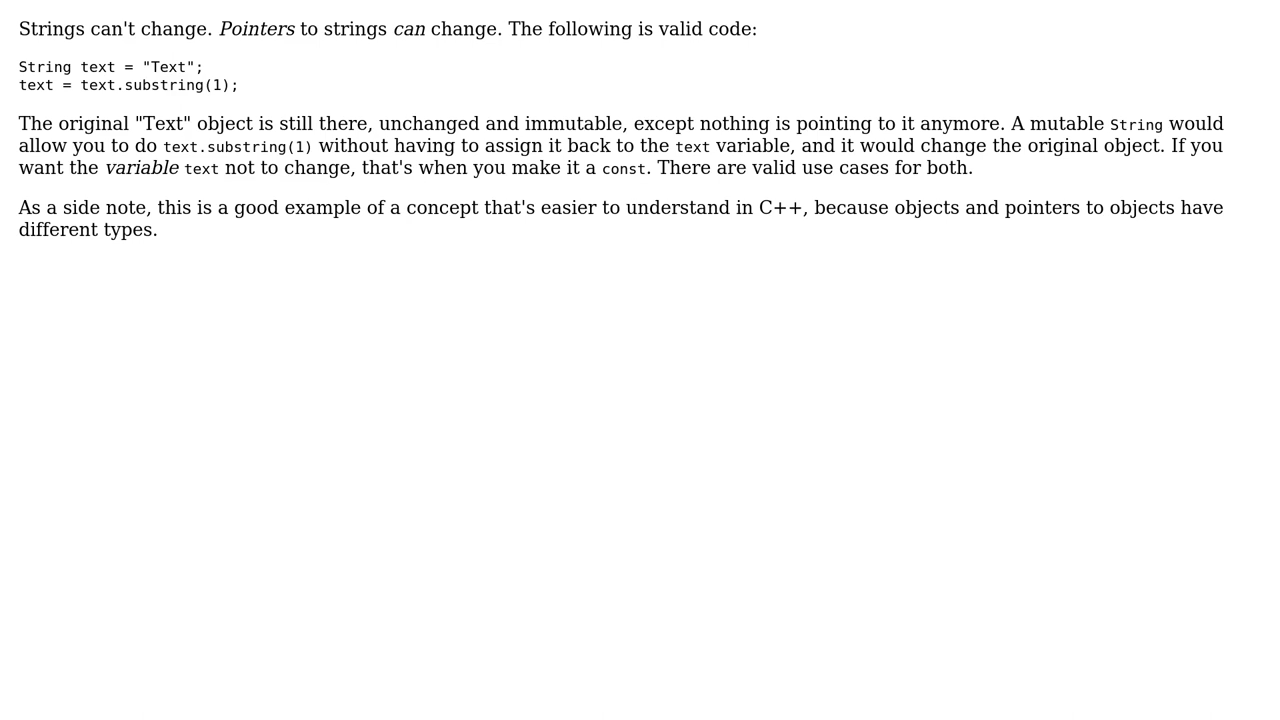 Strings can't change. Pointers to strings can change. The following is valid code:
String text = "Text";
text = text.substring(1);
The original "Text" object is still there, unchanged and immutable, except nothing is pointing to it anymore. A mutable String would
allow you to do text.substring(1) without having to assign it back to the text variable, and it would change the original object. If you
want the variable text not to change, that's when you make it a const. There are valid use cases for both.
As a side note, this is a good example of a concept that's easier to understand in C++, because objects and pointers to objects have
different types.